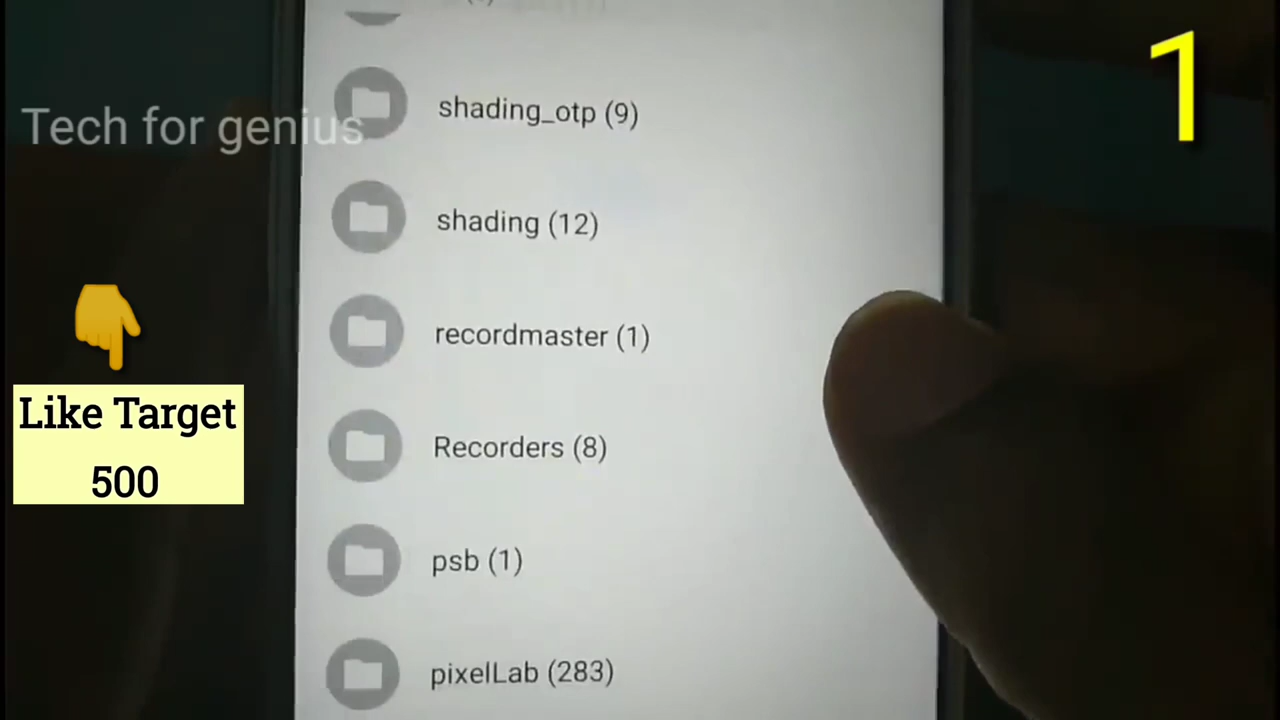 1
Tech for genius
shading_otp (9)
shading (12)
recordmaster (1)
Like Target
500
Recorders (8)
psb (1)
pixelLab (283)